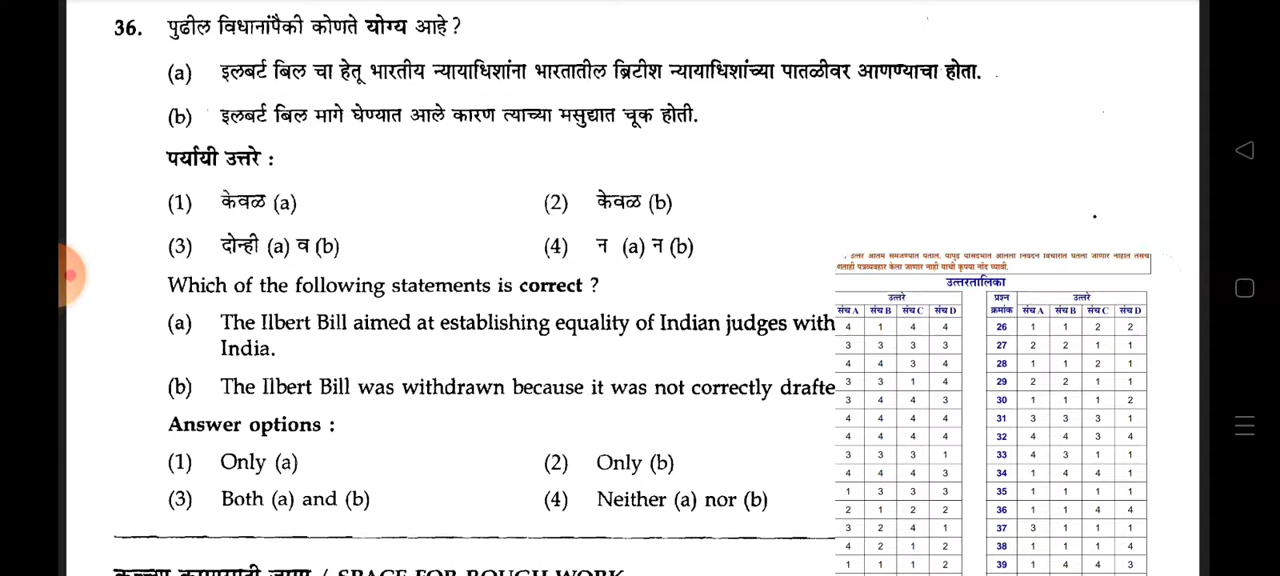 36. पुढील विधानांपैकी कोणते योग्य आहे ?
(a) इलबर्ट बिल चा हेतू भारतीय न्यायाधिशांना भारतातील ब्रिटीश न्यायाधिशांच्या पातळीवर आणण्याचा होता.
(b) इलबर्ट बिल मागे घेण्यात आले कारण त्याच्या मसुद्यात चूक होती.
पर्यायी उत्तरे :
(1) केवळ (a) (2) केवळ (b)
(3) दोन्ही (a) व (b) (4) न (a) न (b)
Which of the following statements is correct ?
(a) The Ilbert Bill aimed at establishing equality of Indian judges with
India.
(b) The Ilbert Bill was withdrawn because it was not correctly drafte
Answer options :
(1) Only (a) (2) Only (b)
(3) Both (a) and (b) (4) Neither (a) nor (b)
कच्च्या कामासाठी जागा / SPACE FOR ROUGH WORK
गताही पत्रव्यवहार केला जाणार नाही याची कृपया नोंद घ्यावी.
उत्तरतालिका
उत्तरे प्रश्न उत्तरे
संच A संच B संच C संच D क्रमांक संच A संच B संच C संच D
4 1 4 4 26 1 1 2 2
3 3 3 3 27 2 2 1 1
4 4 3 4 28 1 1 2 1
3 3 1 4 29 2 2 1 1
3 4 4 3 30 1 1 1 2
4 4 4 4 31 3 3 3 1
4 4 4 4 32 4 4 3 4
3 3 3 1 33 4 3 1 1
4 4 4 3 34 1 4 4 1
1 3 3 3 35 1 1 1 1
2 1 2 2 36 1 1 4 4
3 2 4 1 37 3 1 1 1
4 2 1 2 38 1 1 1 4
1 1 1 2 39 1 4 4 3